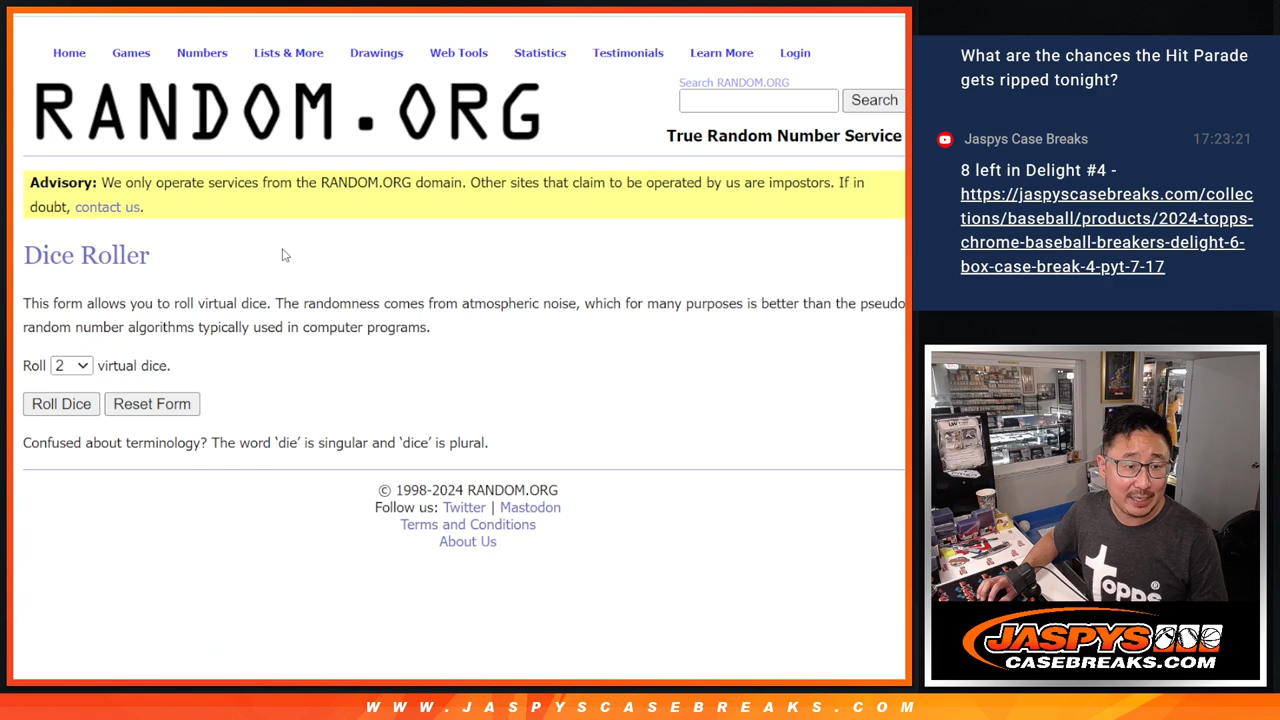 Home Games Numbers Lists & More Drawings Web Tools Statistics Testimonials Learn More Login
RANDOM.ORG
Search RANDOM.ORG
Search
True Random Number Service
Advisory: We only operate services from the RANDOM.ORG domain. Other sites that claim to be operated by us are impostors. If in
doubt, contact us.
Dice Roller
This form allows you to roll virtual dice. The randomness comes from atmospheric noise, which for many purposes is better than the pseudo
random number algorithms typically used in computer programs.
Roll 2 virtual dice.
Roll Dice Reset Form
Confused about terminology? The word ‘die’ is singular and ‘dice’ is plural.
© 1998-2024 RANDOM.ORG
Follow us: Twitter | Mastodon
Terms and Conditions
About Us
What are the chances the Hit Parade
gets ripped tonight?
Jaspys Case Breaks 17:23:21
8 left in Delight #4 -
https://jaspyscasebreaks.com/collec
tions/baseball/products/2024-topps-
chrome-baseball-breakers-delight-6-
box-case-break-4-pyt-7-17
topps
JASPYS
CASEBREAKS.COM
WWW.JASPYSCASEBREAKS.COM